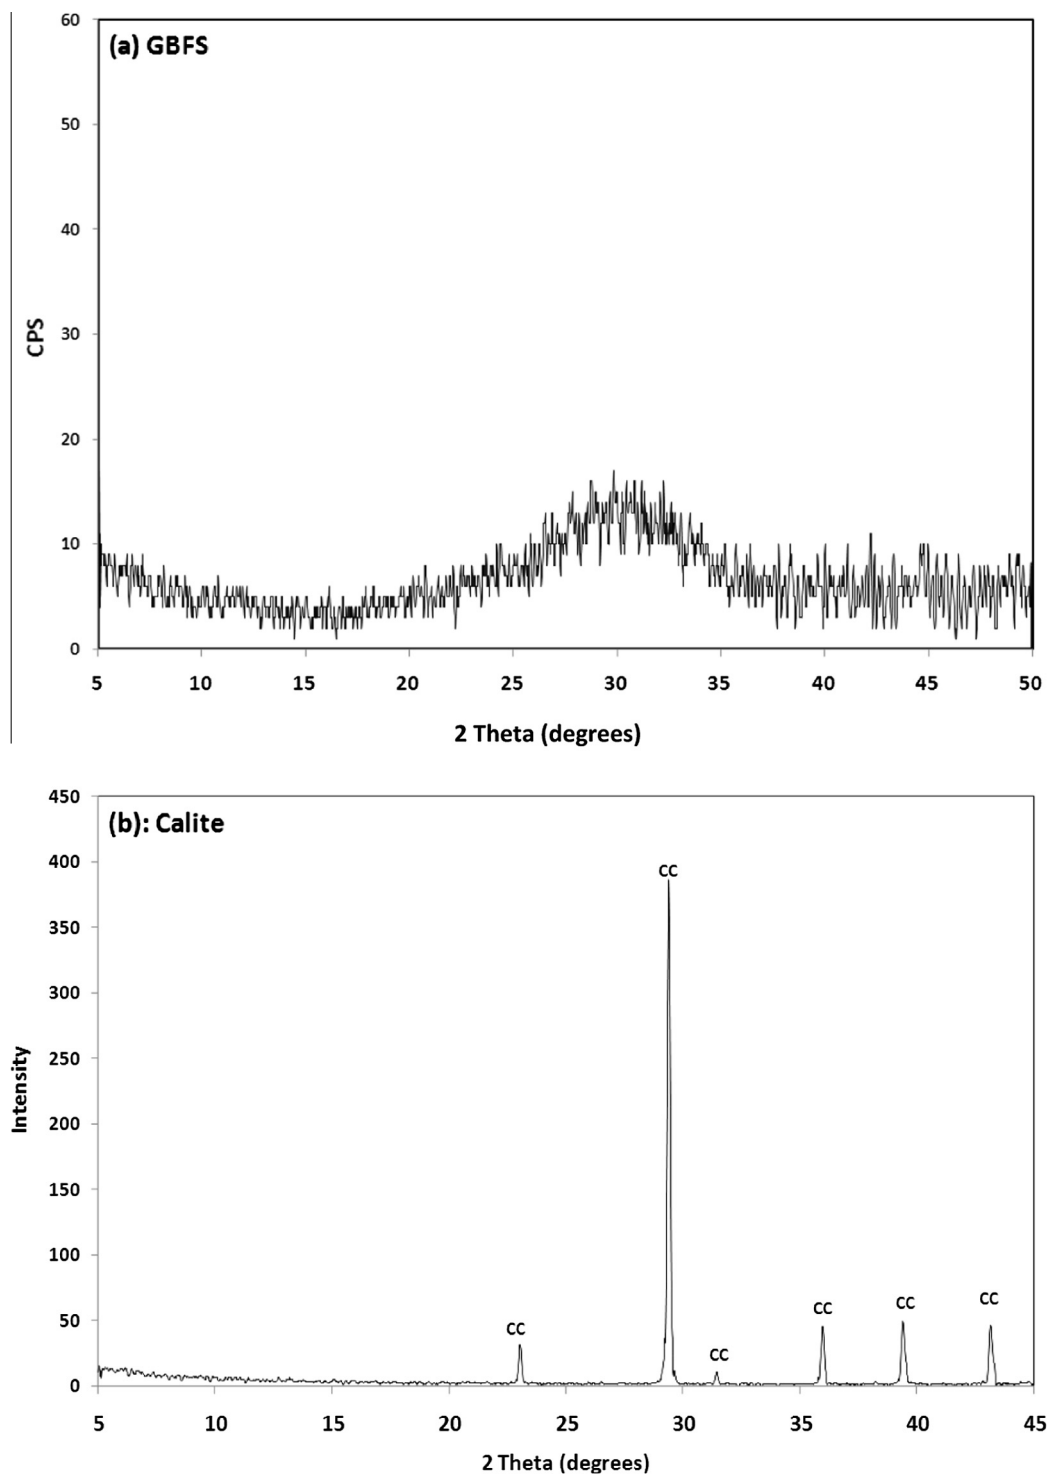 (a) GBFS
60
50
40
30
20
10
0
CPS
5 10 15 20 25 30 35 40 45 50
2 Theta (degrees)
(b): Calite
450
400
350
300
250
200
150
100
50
0
Intensity
CC
CC
CC
CC
CC
CC
5 10 15 20 25 30 35 40 45
2 Theta (degrees)